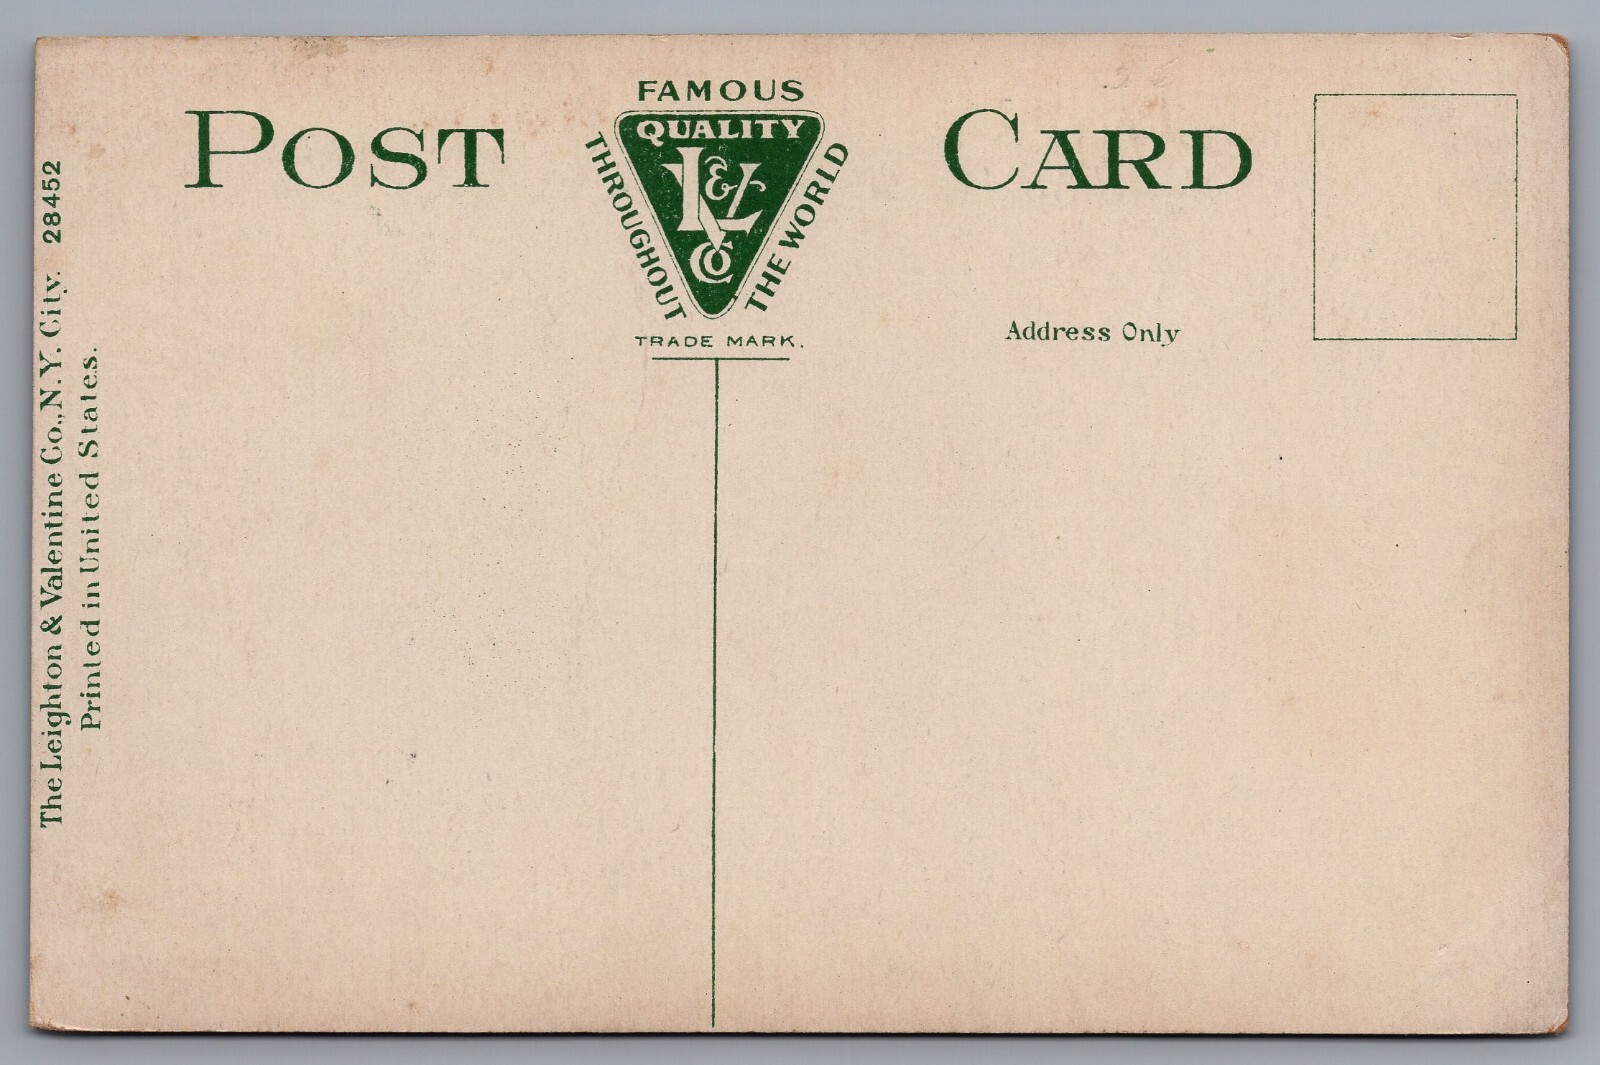 POST CARD
FAMOUS
QUALITY
THROUGHOUT
THE WORLD
L&V
Co
TRADE MARK.
Address Only
The Leighton & Valentine Co., N.Y. City. 28452
Printed in United States.